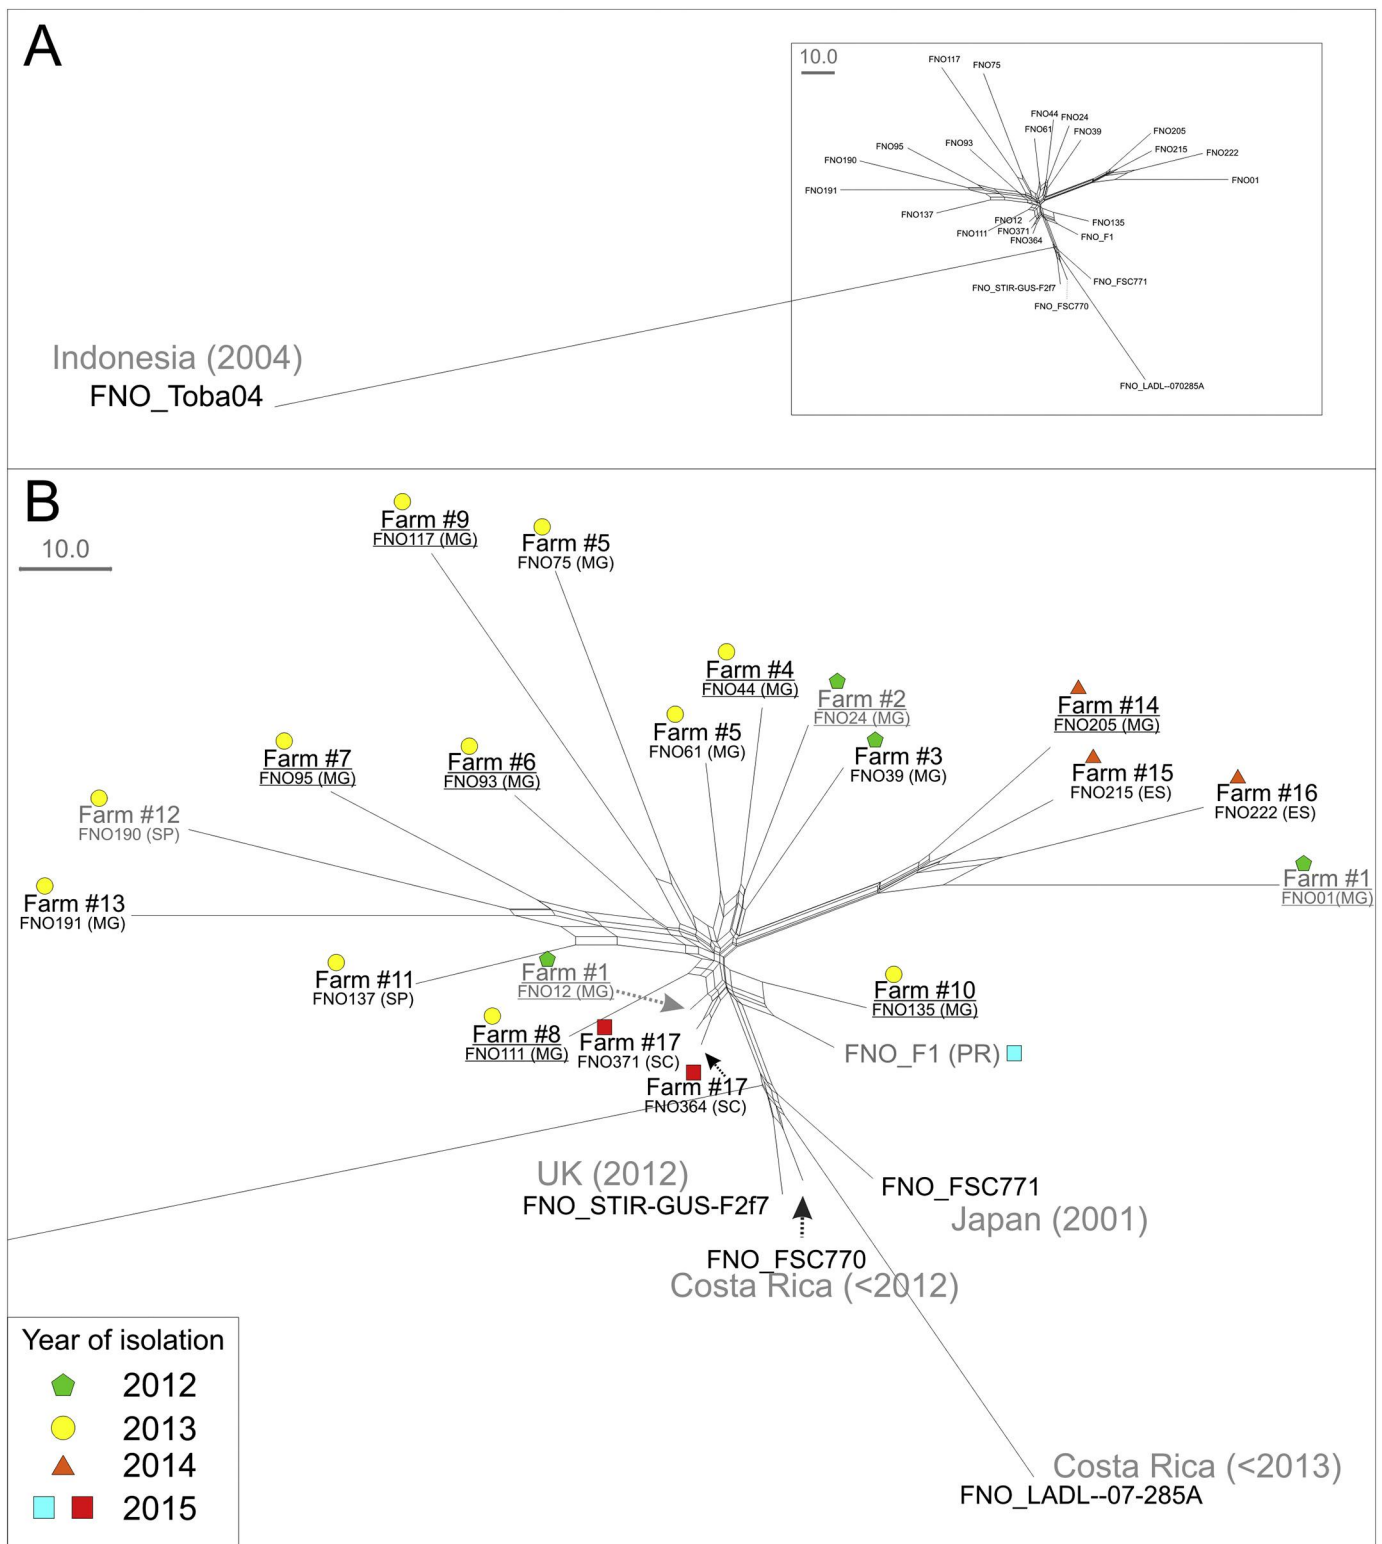 A
10.0
FNO117
FNO75
FNO44
FNO24
FNO61
FNO39
FNO205
FNO95
FNO93
FNO215
FNO222
FNO190
FNO01
FNO191
FNO137
FNO12
FNO135
FNO111
FNO371
FNO_F1
FNO364
FNO_FSC771
FNO_STIR-GUS-F2f7
FNO_FSC770
FNO_LADL--070285A
Indonesia (2004)
FNO_Toba04
B
10.0
Farm #9
FNO117 (MG)
Farm #5
FNO75 (MG)
Farm #4
FNO44 (MG)
Farm #2
FNO24 (MG)
Farm #5
FNO61 (MG)
Farm #3
FNO39 (MG)
Farm #14
FNO205 (MG)
Farm #15
FNO215 (ES)
Farm #16
FNO222 (ES)
Farm #7
FNO95 (MG)
Farm #6
FNO93 (MG)
Farm #12
FNO190 (SP)
Farm #1
FNO01(MG)
Farm #13
FNO191 (MG)
Farm #11
FNO137 (SP)
Farm #1
FNO12 (MG)
Farm #10
FNO135 (MG)
Farm #8
FNO111 (MG)
Farm #17
FNO371 (SC)
FNO_F1 (PR)
Farm #17
FNO364 (SC)
UK (2012)
FNO_STIR-GUS-F2f7
FNO_FSC771
Japan (2001)
FNO_FSC770
Costa Rica (<2012)
Costa Rica (<2013)
FNO_LADL--07-285A
Year of isolation
2012
2013
2014
2015